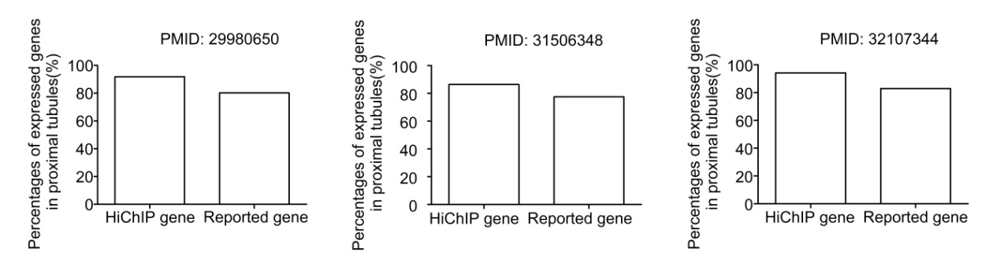 PMID: 29980650
Percentages of expressed genes
in proximal tubules(%)
100
80
60
40
20
0
HiChIP gene Reported gene
PMID: 31506348
Percentages of expressed genes
in proximal tubules(%)
100
80
60
40
20
0
HiChIP gene Reported gene
PMID: 32107344
Percentages of expressed genes
in proximal tubules(%)
100
80
60
40
20
0
HiChIP gene Reported gene